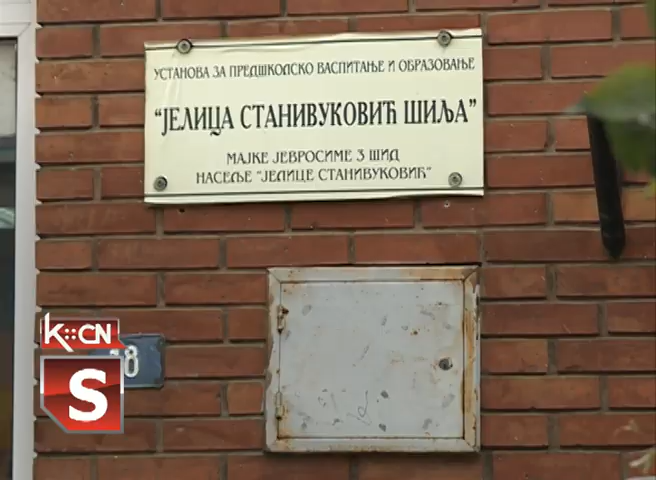 УСТАНОВА ЗА ПРЕДШКОЛСКО ВАСПИТАЊЕ И ОБРАЗОВАЊЕ
“ЈЕЛИЦА СТАНИВУКОВИЋ ШИЉА”
МАЈКЕ ЈЕВРОСИМЕ 3 ШИД
НАСЕЉЕ “ЈЕЛИЦЕ СТАНИВУКОВИЋ”
K::CN
S